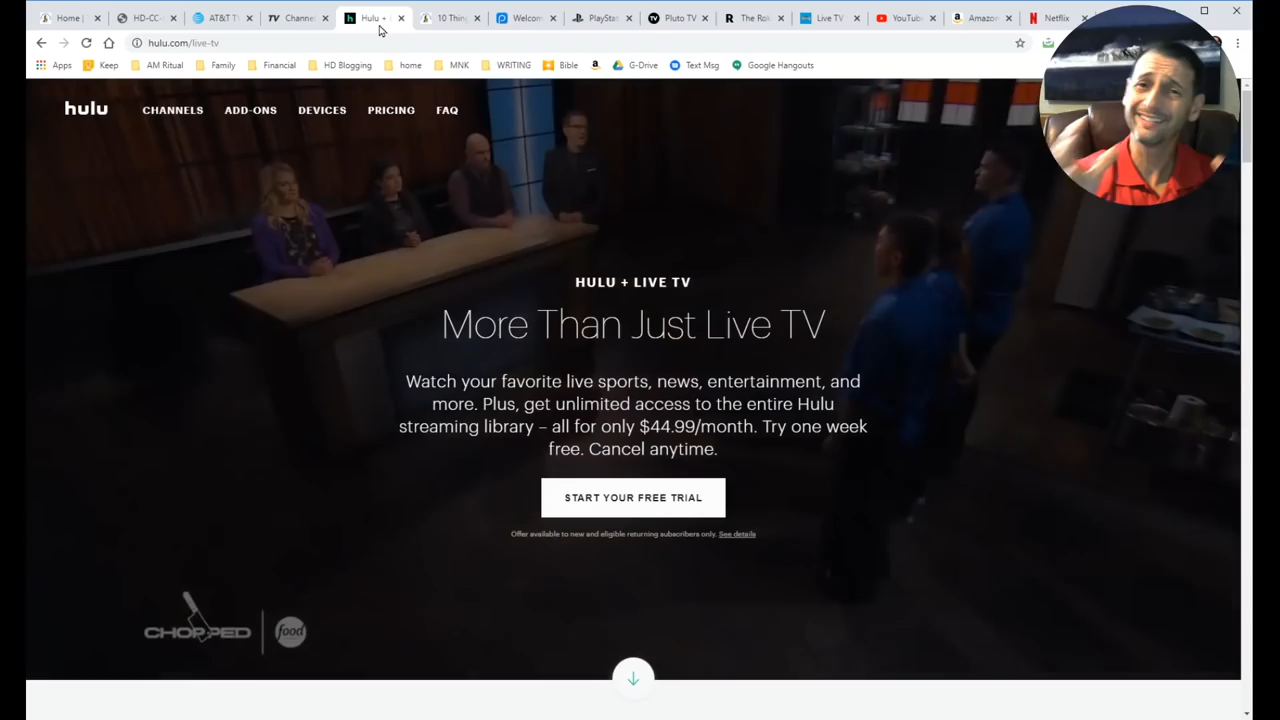 Home |
HD-CC-
AT&T T
Channe
Hulu +
10 Thin
Welcom
PlaySta
Pluto TV
The Ro
Live TV
YouTub
Amazon
Netflix
hulu.com/live-tv
Apps
Keep
AM Ritual
Family
Financial
HD Blogging
home
MNK
WRITING
Bible
G-Drive
Text Msg
Google Hangouts
hulu
CHANNELS
ADD-ONS
DEVICES
PRICING
FAQ
HULU + LIVE TV
More Than Just Live TV
Watch your favorite live sports, news, entertainment, and
more. Plus, get unlimited access to the entire Hulu
streaming library – all for only $44.99/month. Try one week
free. Cancel anytime.
START YOUR FREE TRIAL
Offer available to new and eligible returning subscribers only. See details
CHOPPED
food